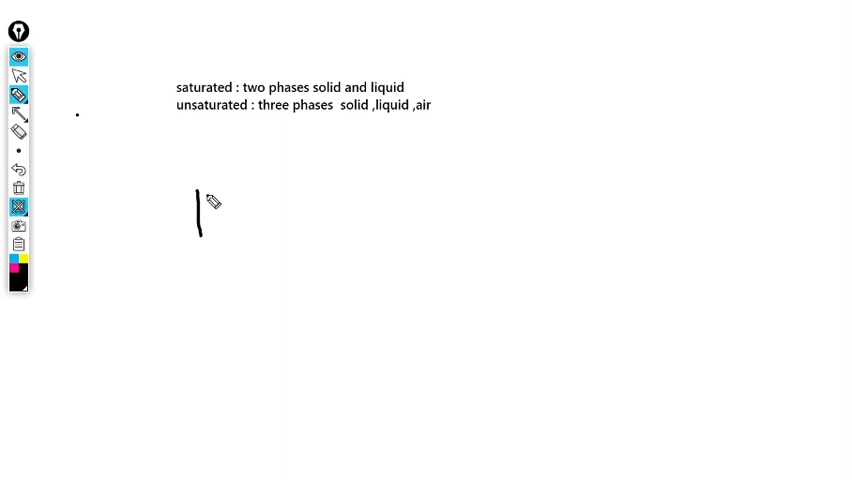 saturated : two phases solid and liquid
unsaturated : three phases  solid ,liquid ,air